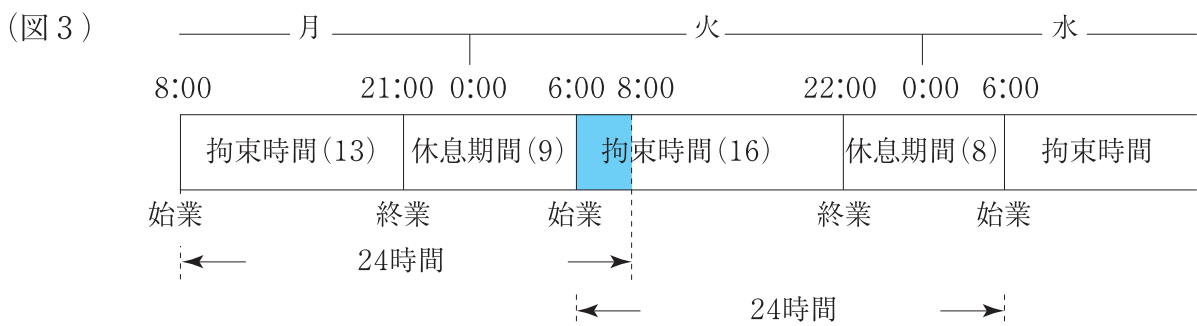 (図3) 月 火 水
8:00 21:00 0:00 6:00 8:00 22:00 0:00 6:00
拘束時間(13) 休息期間(9) 拘束時間(16) 休息期間(8) 拘束時間
始業 終業 始業 終業 始業
24時間
24時間